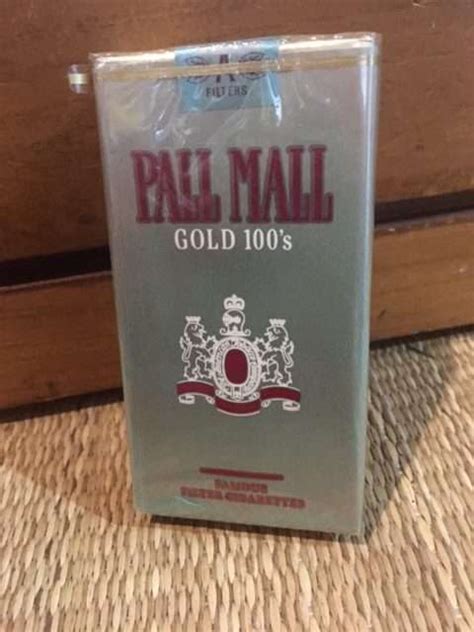 A
FILTERS
PALL MALL
GOLD 100's
FAMOUS
FILTER CIGARETTES